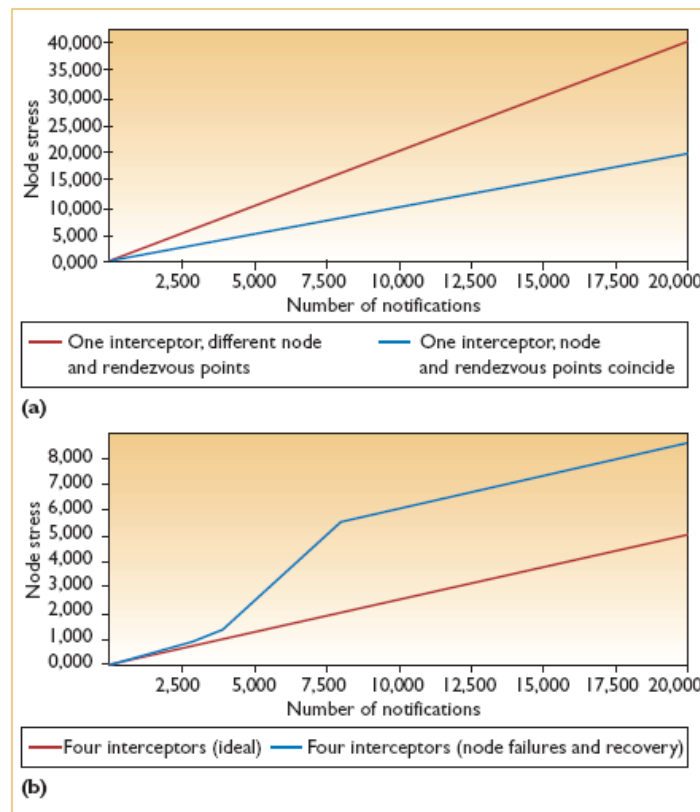 40,000
35,000
30,000
25,000
20,000
15,000
10,000
5,000
0,000
Node stress
2,500 5,000 7,500 10,000 12,500 15,000 17,500 20,000
Number of notifications
One interceptor, different node
and rendezvous points
One interceptor, node
and rendezvous points coincide
(a)
8,000
7,000
6,000
5,000
4,000
3,000
2,000
1,000
0,000
Node stress
2,500 5,000 7,500 10,000 12,500 15,000 17,500 20,000
Number of notifications
Four interceptors (ideal) Four interceptors (node failures and recovery)
(b)